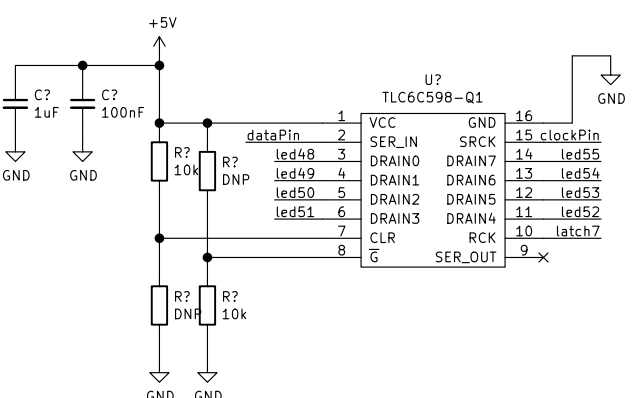 +5V
C?
1uF
C?
100nF
GND
GND
U?
TLC6C598-Q1
GND
1
VCC
GND
16
dataPin
2
SER_IN
SRCK
15
clockPin
led48
3
DRAIN0
DRAIN7
14
led55
led49
4
DRAIN1
DRAIN6
13
led54
led50
5
DRAIN2
DRAIN5
12
led53
led51
6
DRAIN3
DRAIN4
11
led52
7
CLR
RCK
10
latch7
8
G
SER_OUT
9
R?
10k
R?
DNP
R?
DNP
R?
10k
GND
GND